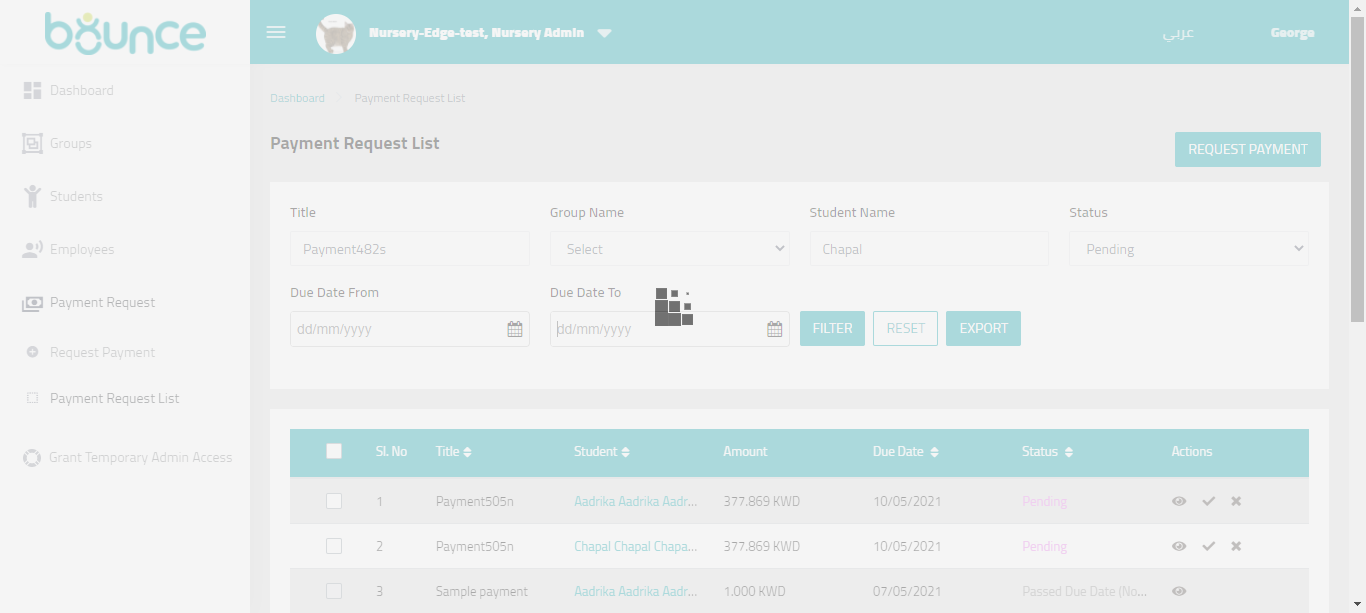 bounce
Nursery-Edge-test, Nursery Admin
عربي
George
Dashboard
Groups
Students
Employees
Payment Request
Request Payment
Payment Request List
Grant Temporary Admin Access
Dashboard Payment Request List
Payment Request List
REQUEST PAYMENT
Title Group Name Student Name Status
Payment482s Select Chapal Pending
Due Date From Due Date To
dd/mm/yyyy dd/mm/yyyy FILTER RESET EXPORT
Sl. No Title Student Amount Due Date Status Actions
1 Payment505n Aadrika Aadrika Aadr... 377.869 KWD 10/05/2021 Pending
2 Payment505n Chapal Chapal Chapa... 377.869 KWD 10/05/2021 Pending
3 Sample payment Aadrika Aadrika Aadr... 1.000 KWD 07/05/2021 Passed Due Date (No...